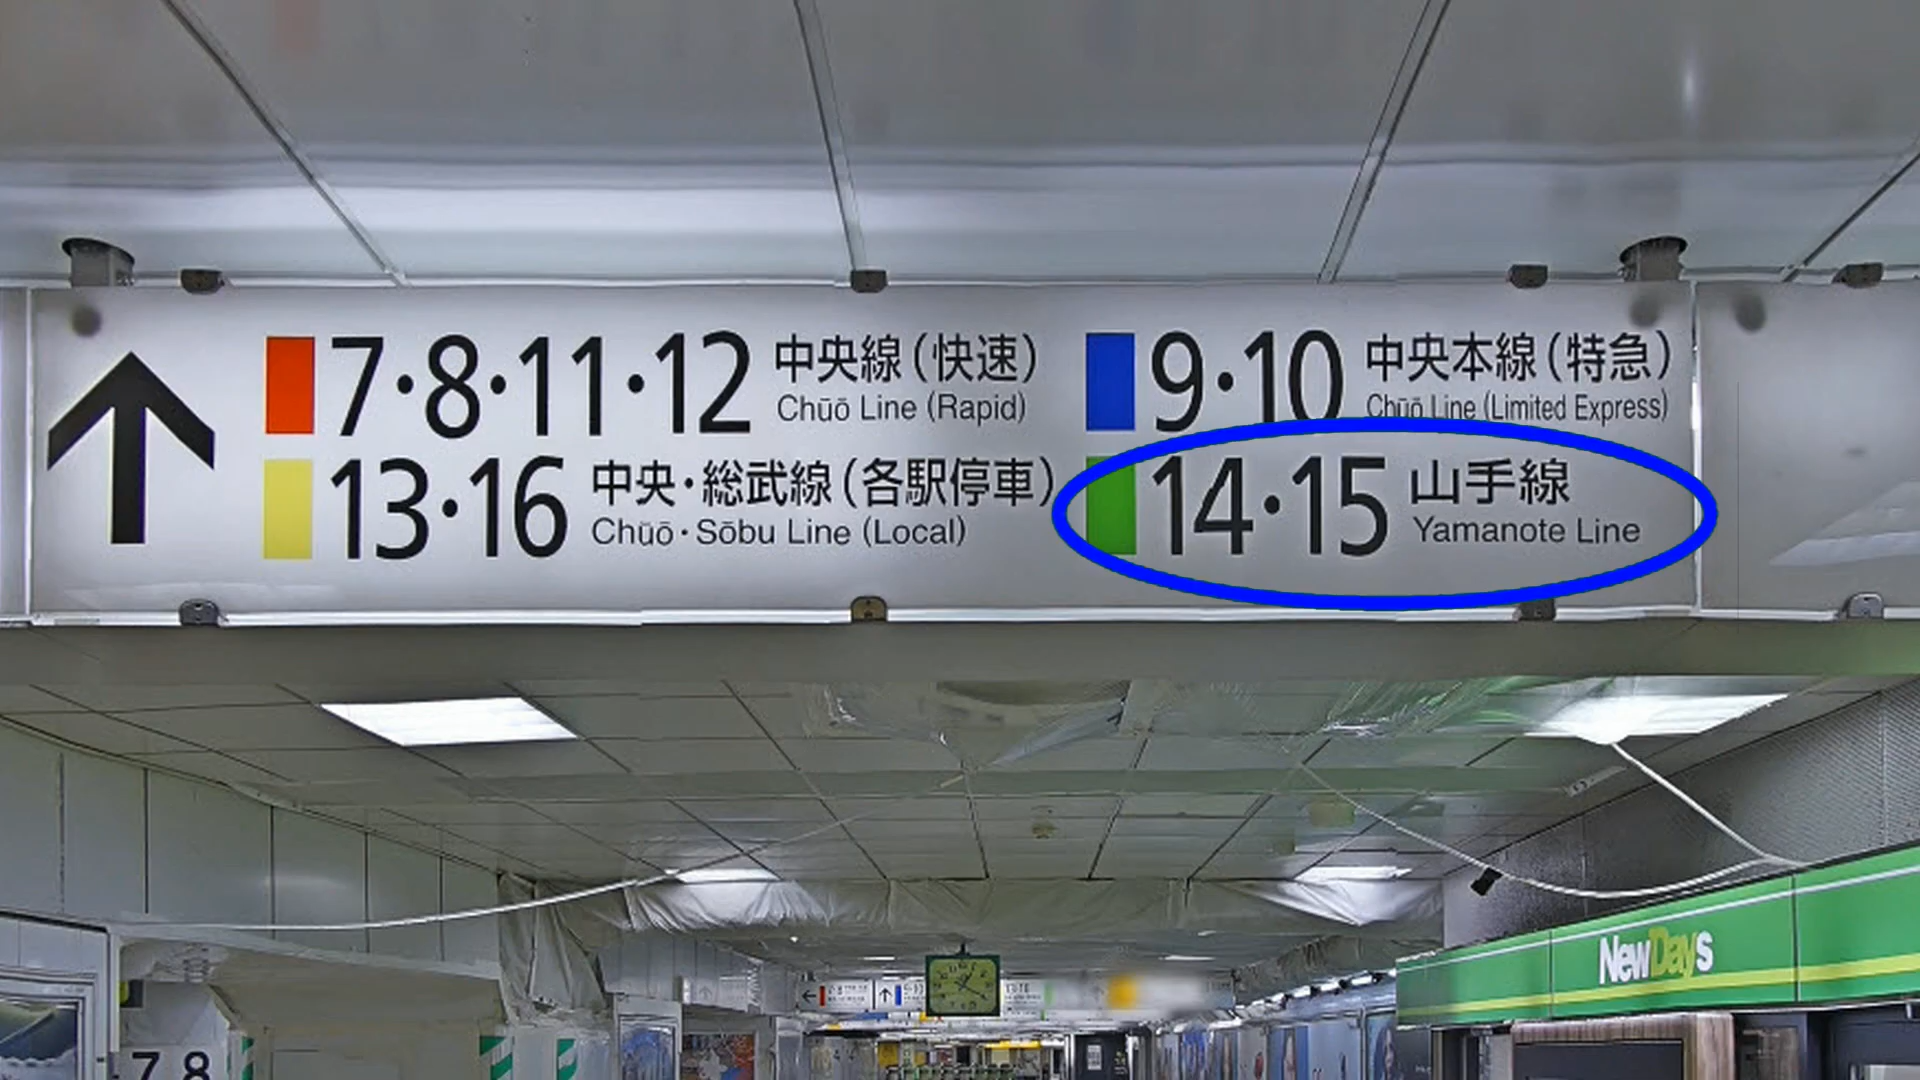 7・8・11・12 中央線（快速）
Chūō Line (Rapid)
9・10 中央本線（特急）
Chūō Line (Limited Express)
13・16 中央・総武線（各駅停車）
Chūō・Sōbu Line (Local)
14・15 山手線
Yamanote Line
NewDays
7 8